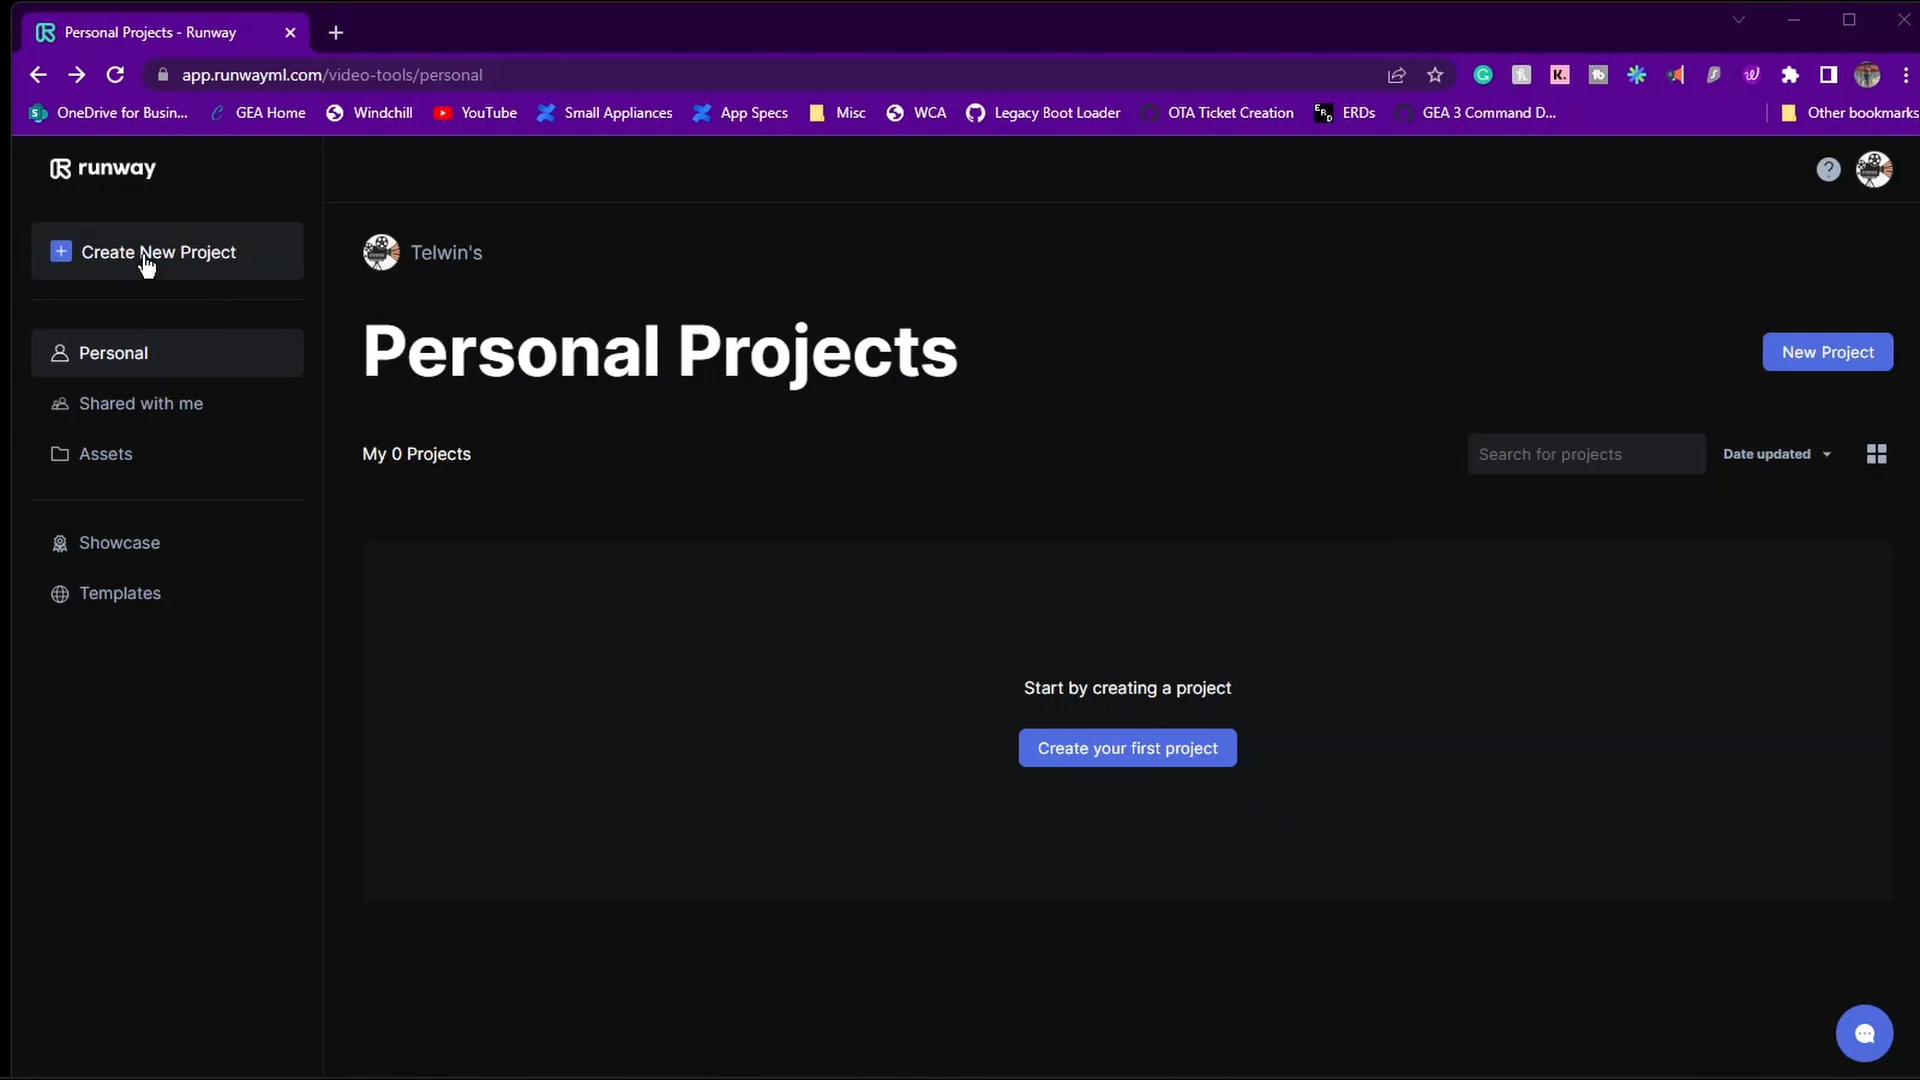 Personal Projects - Runway
app.runwayml.com/video-tools/personal
OneDrive for Busin... GEA Home Windchill YouTube Small Appliances App Specs Misc WCA Legacy Boot Loader OTA Ticket Creation ERDs GEA 3 Command D... Other bookmarks
runway
Create New Project
Telwin's
Personal Projects
New Project
Personal
Shared with me
Assets
My 0 Projects
Search for projects
Date updated
Showcase
Templates
Start by creating a project
Create your first project